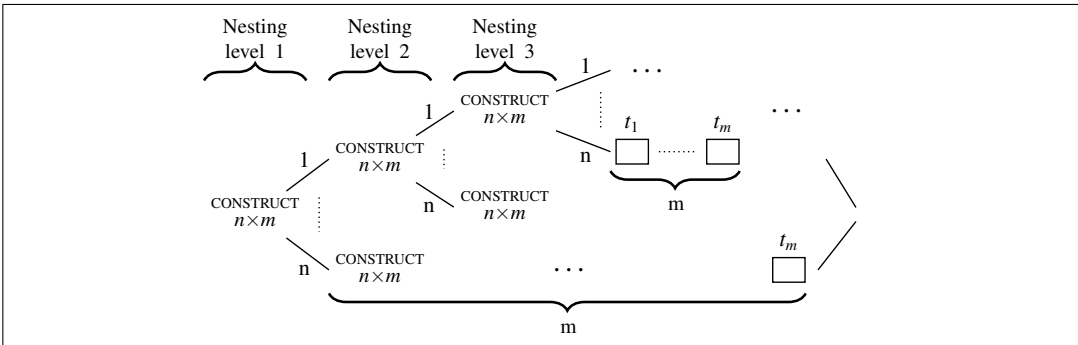 Nesting level 1
Nesting level 2
Nesting level 3
1
...
CONSTRUCT
n×m
...
1
t1
tm
CONSTRUCT
n×m
n
1
m
n
CONSTRUCT
n×m
CONSTRUCT
n×m
tm
n
CONSTRUCT
n×m
...
m